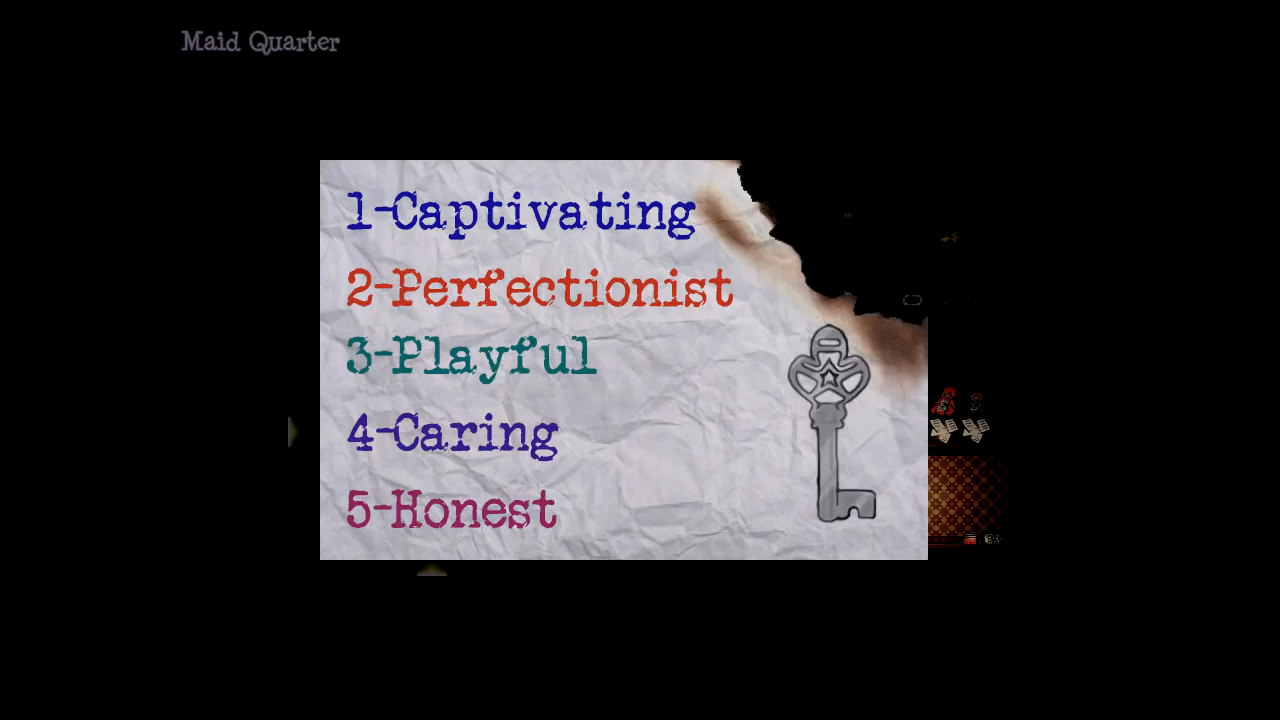 Maid Quarter
1-Captivating
2-Perfectionist
3-Playful
4-Caring
5-Honest